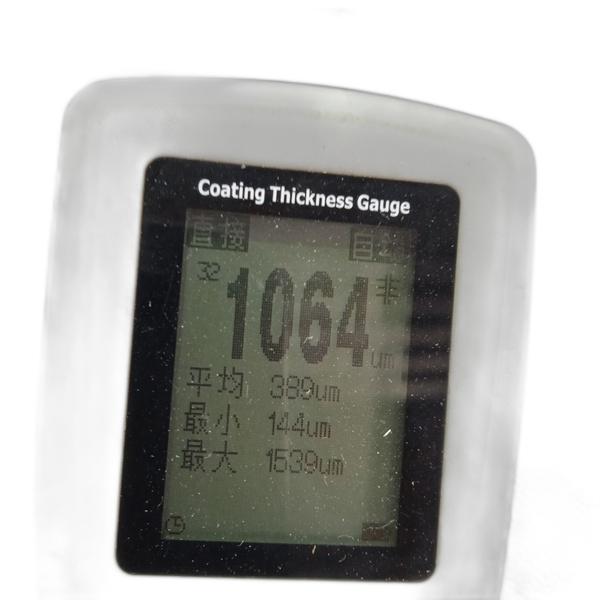 Coating Thickness Gauge
直接 自动
32 1064 um 非
平均 389um
最小 144um
最大 1539um